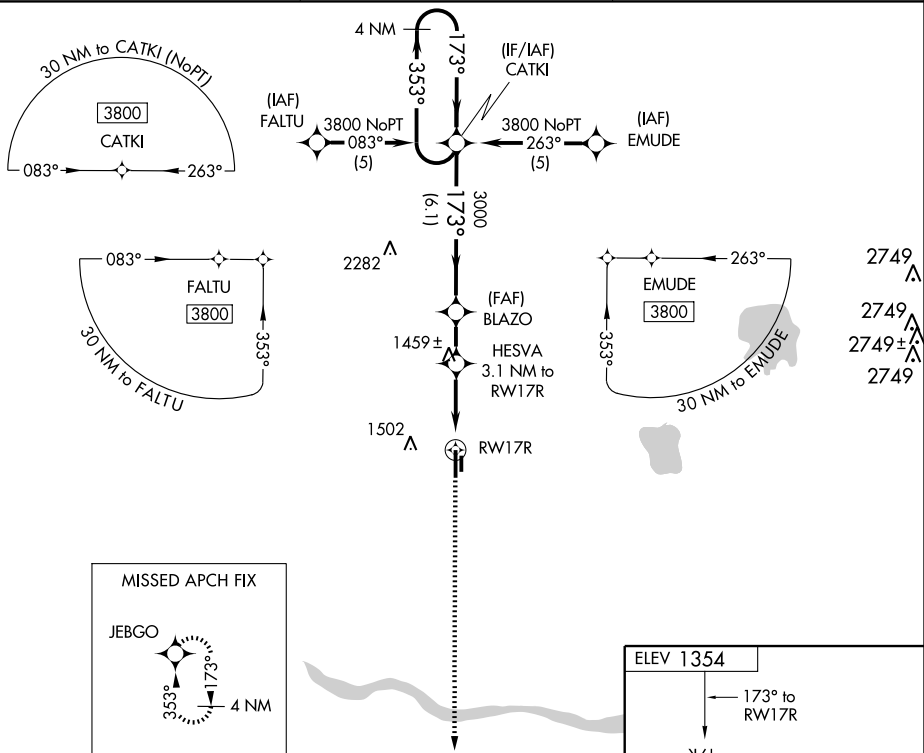 30 NM to CATKI (NoPT)
3800
CATKI
083°
263°
4 NM
353°
173°
(IF/IAF)
CATKI
(IAF)
FALTU
3800 NoPT
083°
(5)
3800 NoPT
263°
(5)
(IAF)
EMUDE
3000
173°
(6.1)
083°
FALTU
3800
353°
30 NM to FALTU
2282
(FAF)
BLAZO
1459 ±
HESVA
3.1 NM to
RW17R
1502
RW17R
263°
EMUDE
3800
353°
30 NM to EMUDE
2749
2749
2749 ±
2749
MISSED APCH FIX
JEBGO
353°
173°
4 NM
ELEV 1354
173° to
RW17R